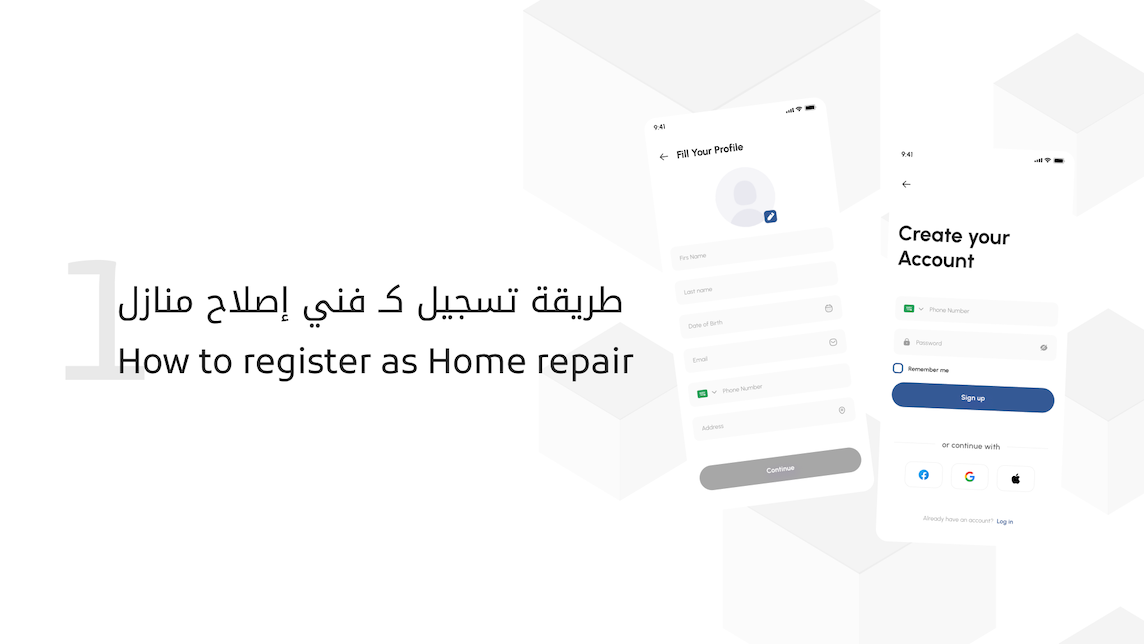 1
طريقة تسجيل كـ فني إصلاح منازل
How to register as Home repair
9:41
Fill Your Profile
Firs Name
Last name
Date of Birth
Email
Phone Number
Address
Continue
9:41
Create your
Account
Phone Number
Password
Remember me
Sign up
or continue with
Already have an account? Log in